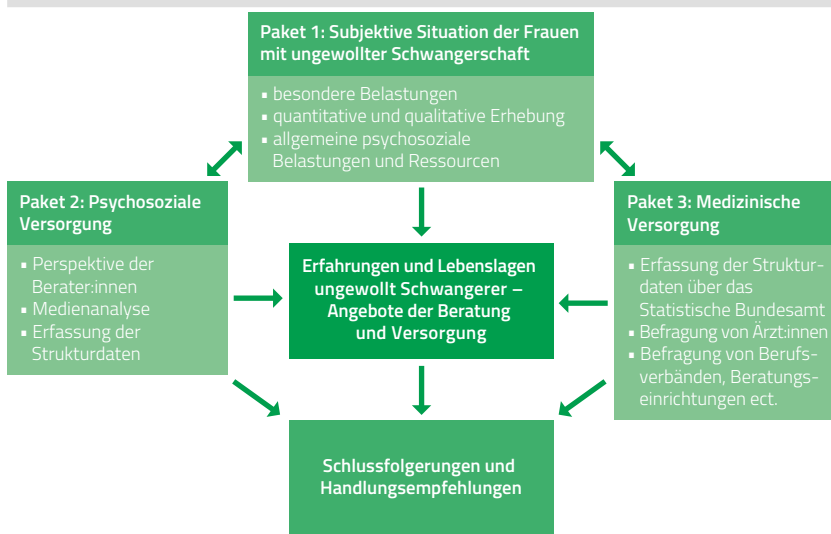 Paket 1: Subjektive Situation der Frauen
mit ungewollter Schwangerschaft
▪ besondere Belastungen
▪ quantitative und qualitative Erhebung
▪ allgemeine psychosoziale
Belastungen und Ressourcen
Paket 2: Psychosoziale
Versorgung
▪ Perspektive der
Berater:innen
▪ Medienanalyse
▪ Erfassung der
Strukturdaten
Erfahrungen und Lebenslagen
ungewollt Schwangerer –
Angebote der Beratung
und Versorgung
Paket 3: Medizinische
Versorgung
▪ Erfassung der Struktur-
daten über das
Statistische Bundesamt
▪ Befragung von Ärzt:innen
▪ Befragung von Berufs-
verbänden, Beratungs-
einrichtungen ect.
Schlussfolgerungen und
Handlungsempfehlungen